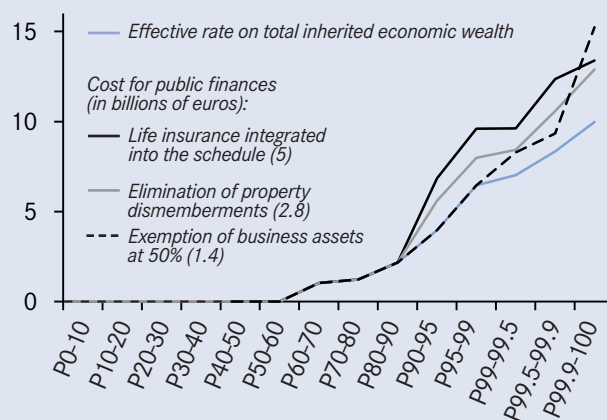 15
10
5
0
Effective rate on total inherited economic wealth
Cost for public finances
(in billions of euros):
Life insurance integrated
into the schedule (5)
Elimination of property
dismemberments (2.8)
Exemption of business assets
at 50% (1.4)
P0-10
P10-20
P20-30
P30-40
P40-50
P50-60
P60-70
P70-80
P80-90
P90-95
P95-99
P99-99.5
P99.5-99.9
P99.9-100